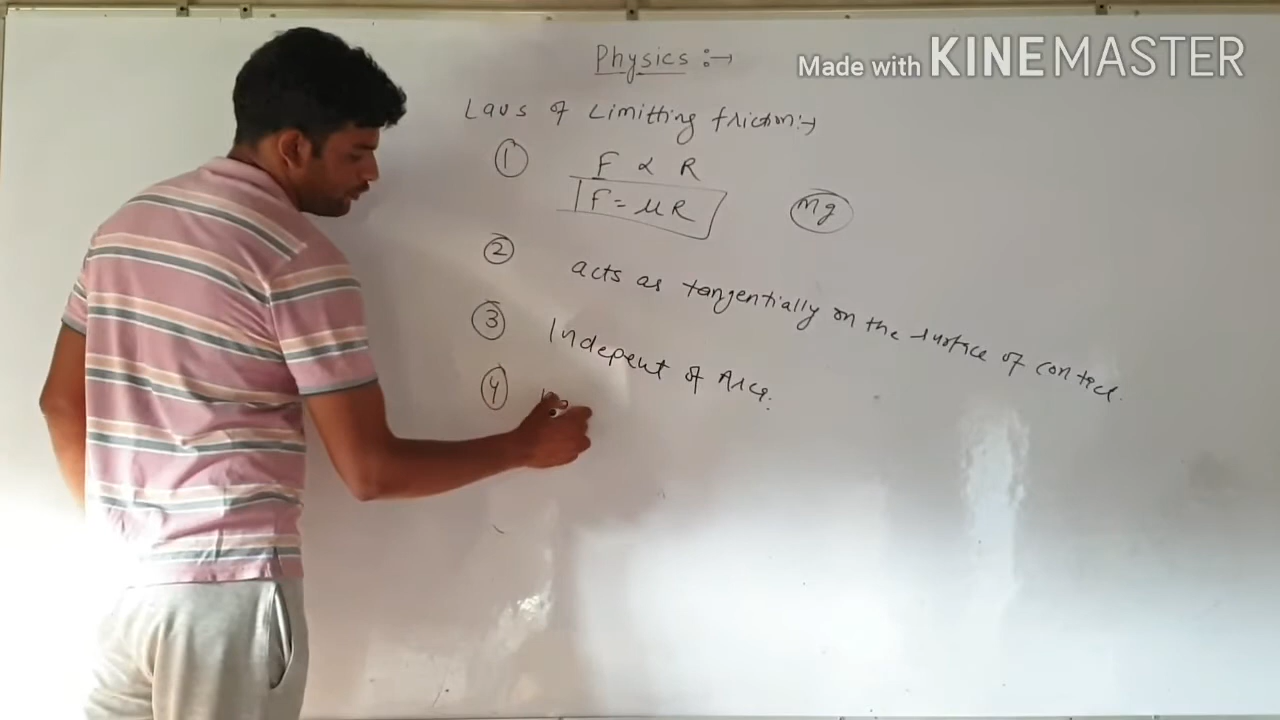 Physics :→
Made with KINEMASTER
Laws of Limitting friction:→
① F ∝ R
F = μR
mg
② acts as tangentially on the surface of contact.
③ Indepent of Area.
④